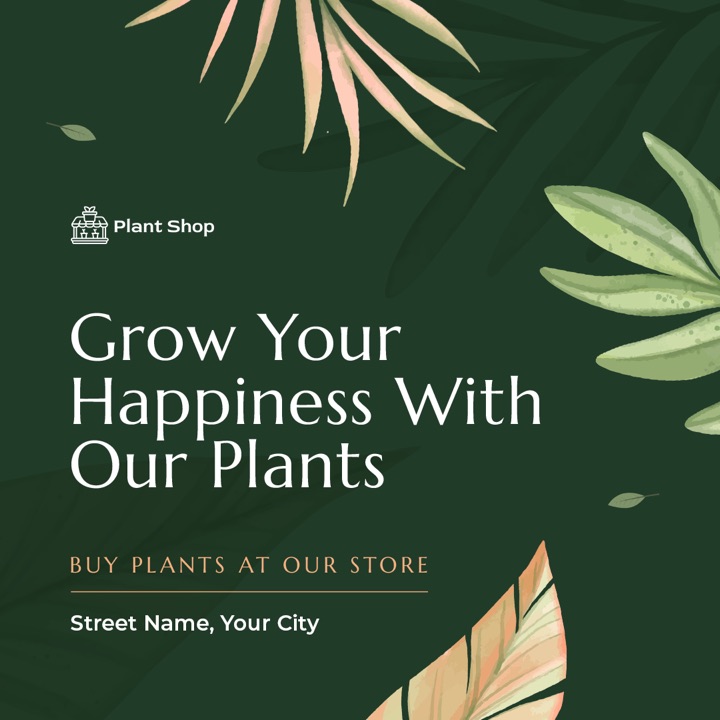 Plant Shop
Grow Your
Happiness With
Our Plants
BUY PLANTS AT OUR STORE
Street Name, Your City